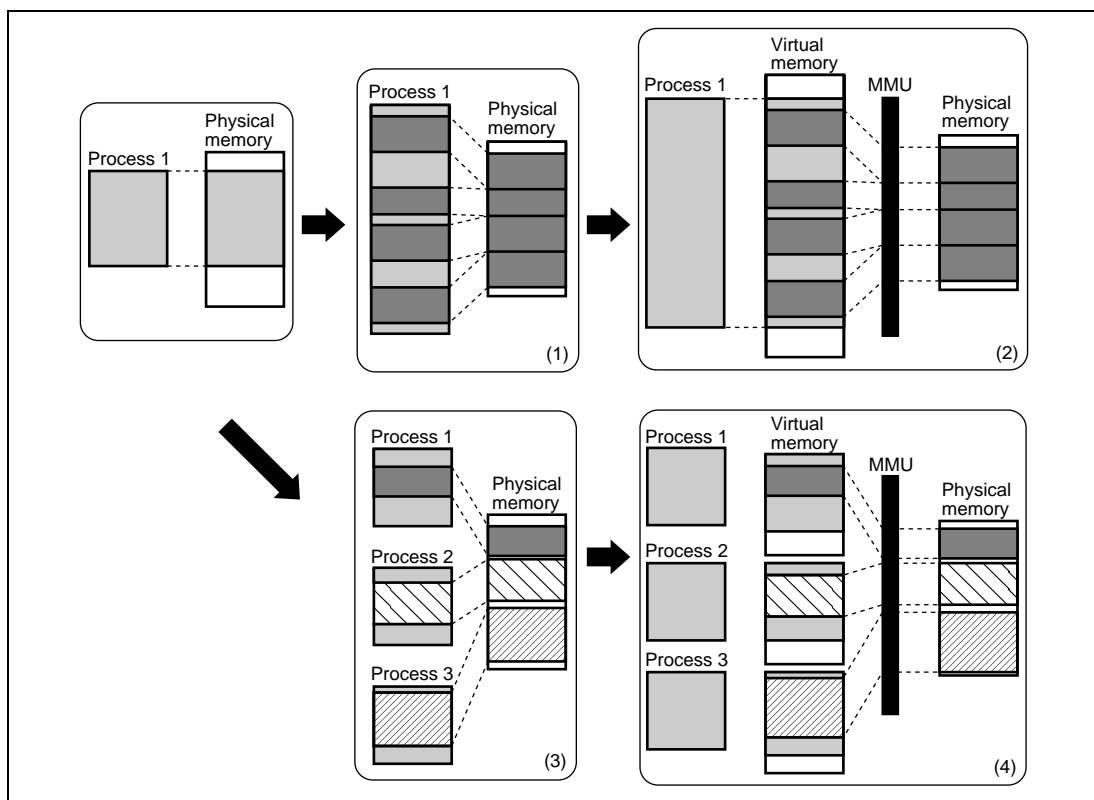 Process 1
Physical
memory
Process 1
Physical
memory
(1)
Process 1
Virtual
memory
MMU
Physical
memory
(2)
Process 1
Process 2
Process 3
Physical
memory
(3)
Process 1
Process 2
Process 3
Virtual
memory
MMU
Physical
memory
(4)